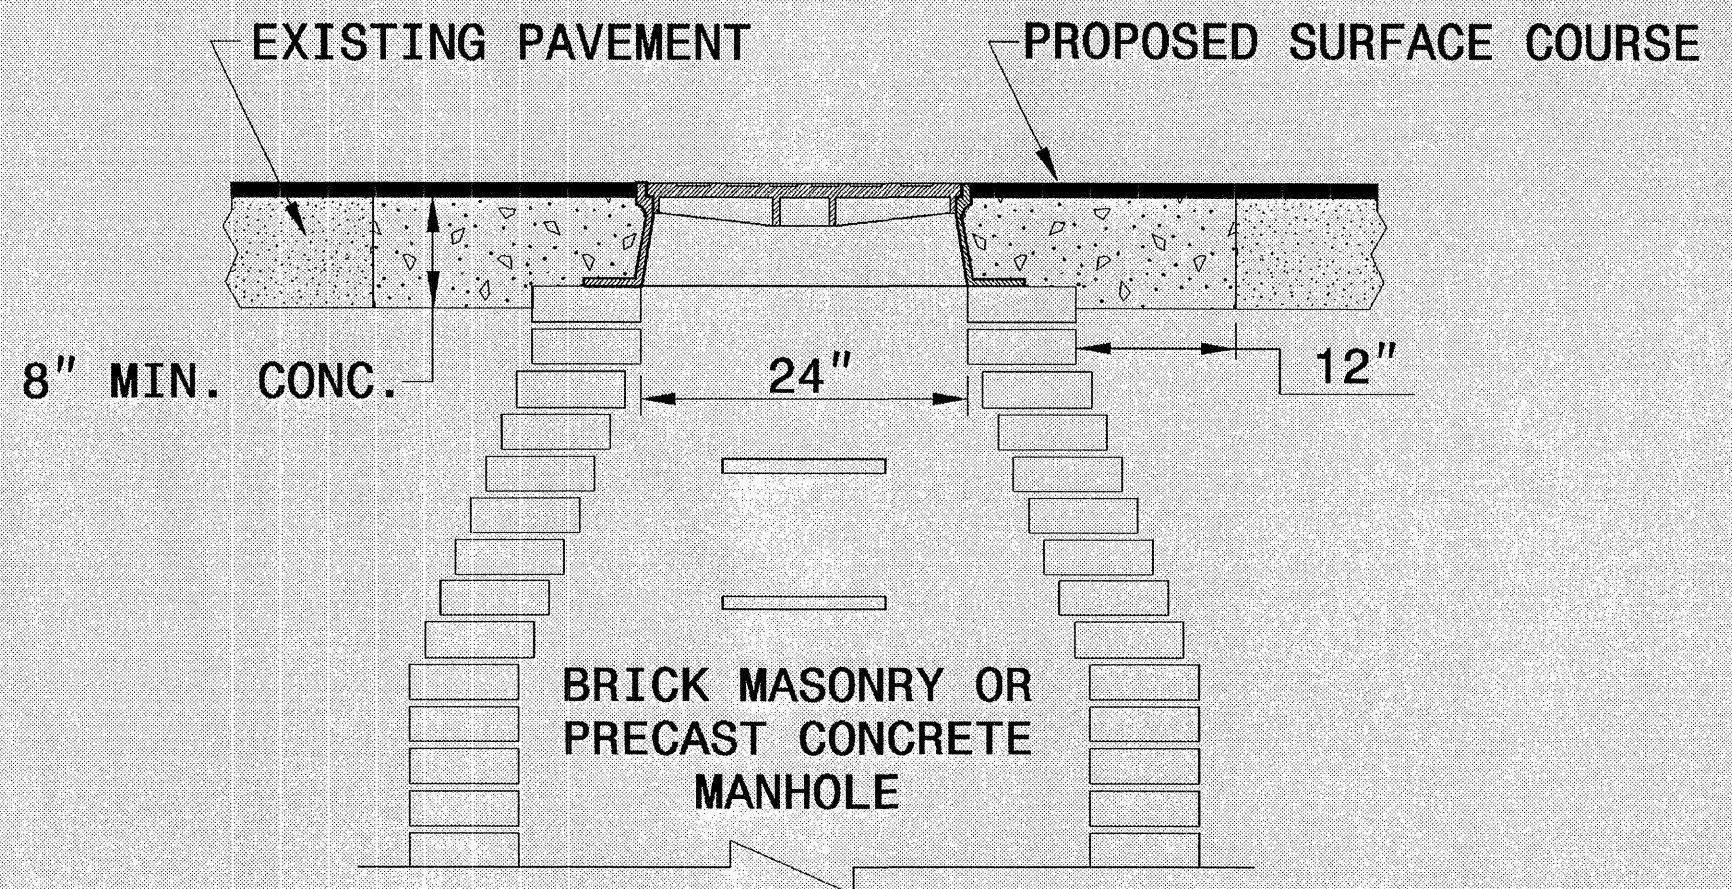 EXISTING PAVEMENT
PROPOSED SURFACE COURSE
8" MIN. CONC.
24"
12"
BRICK MASONRY OR
PRECAST CONCRETE
MANHOLE